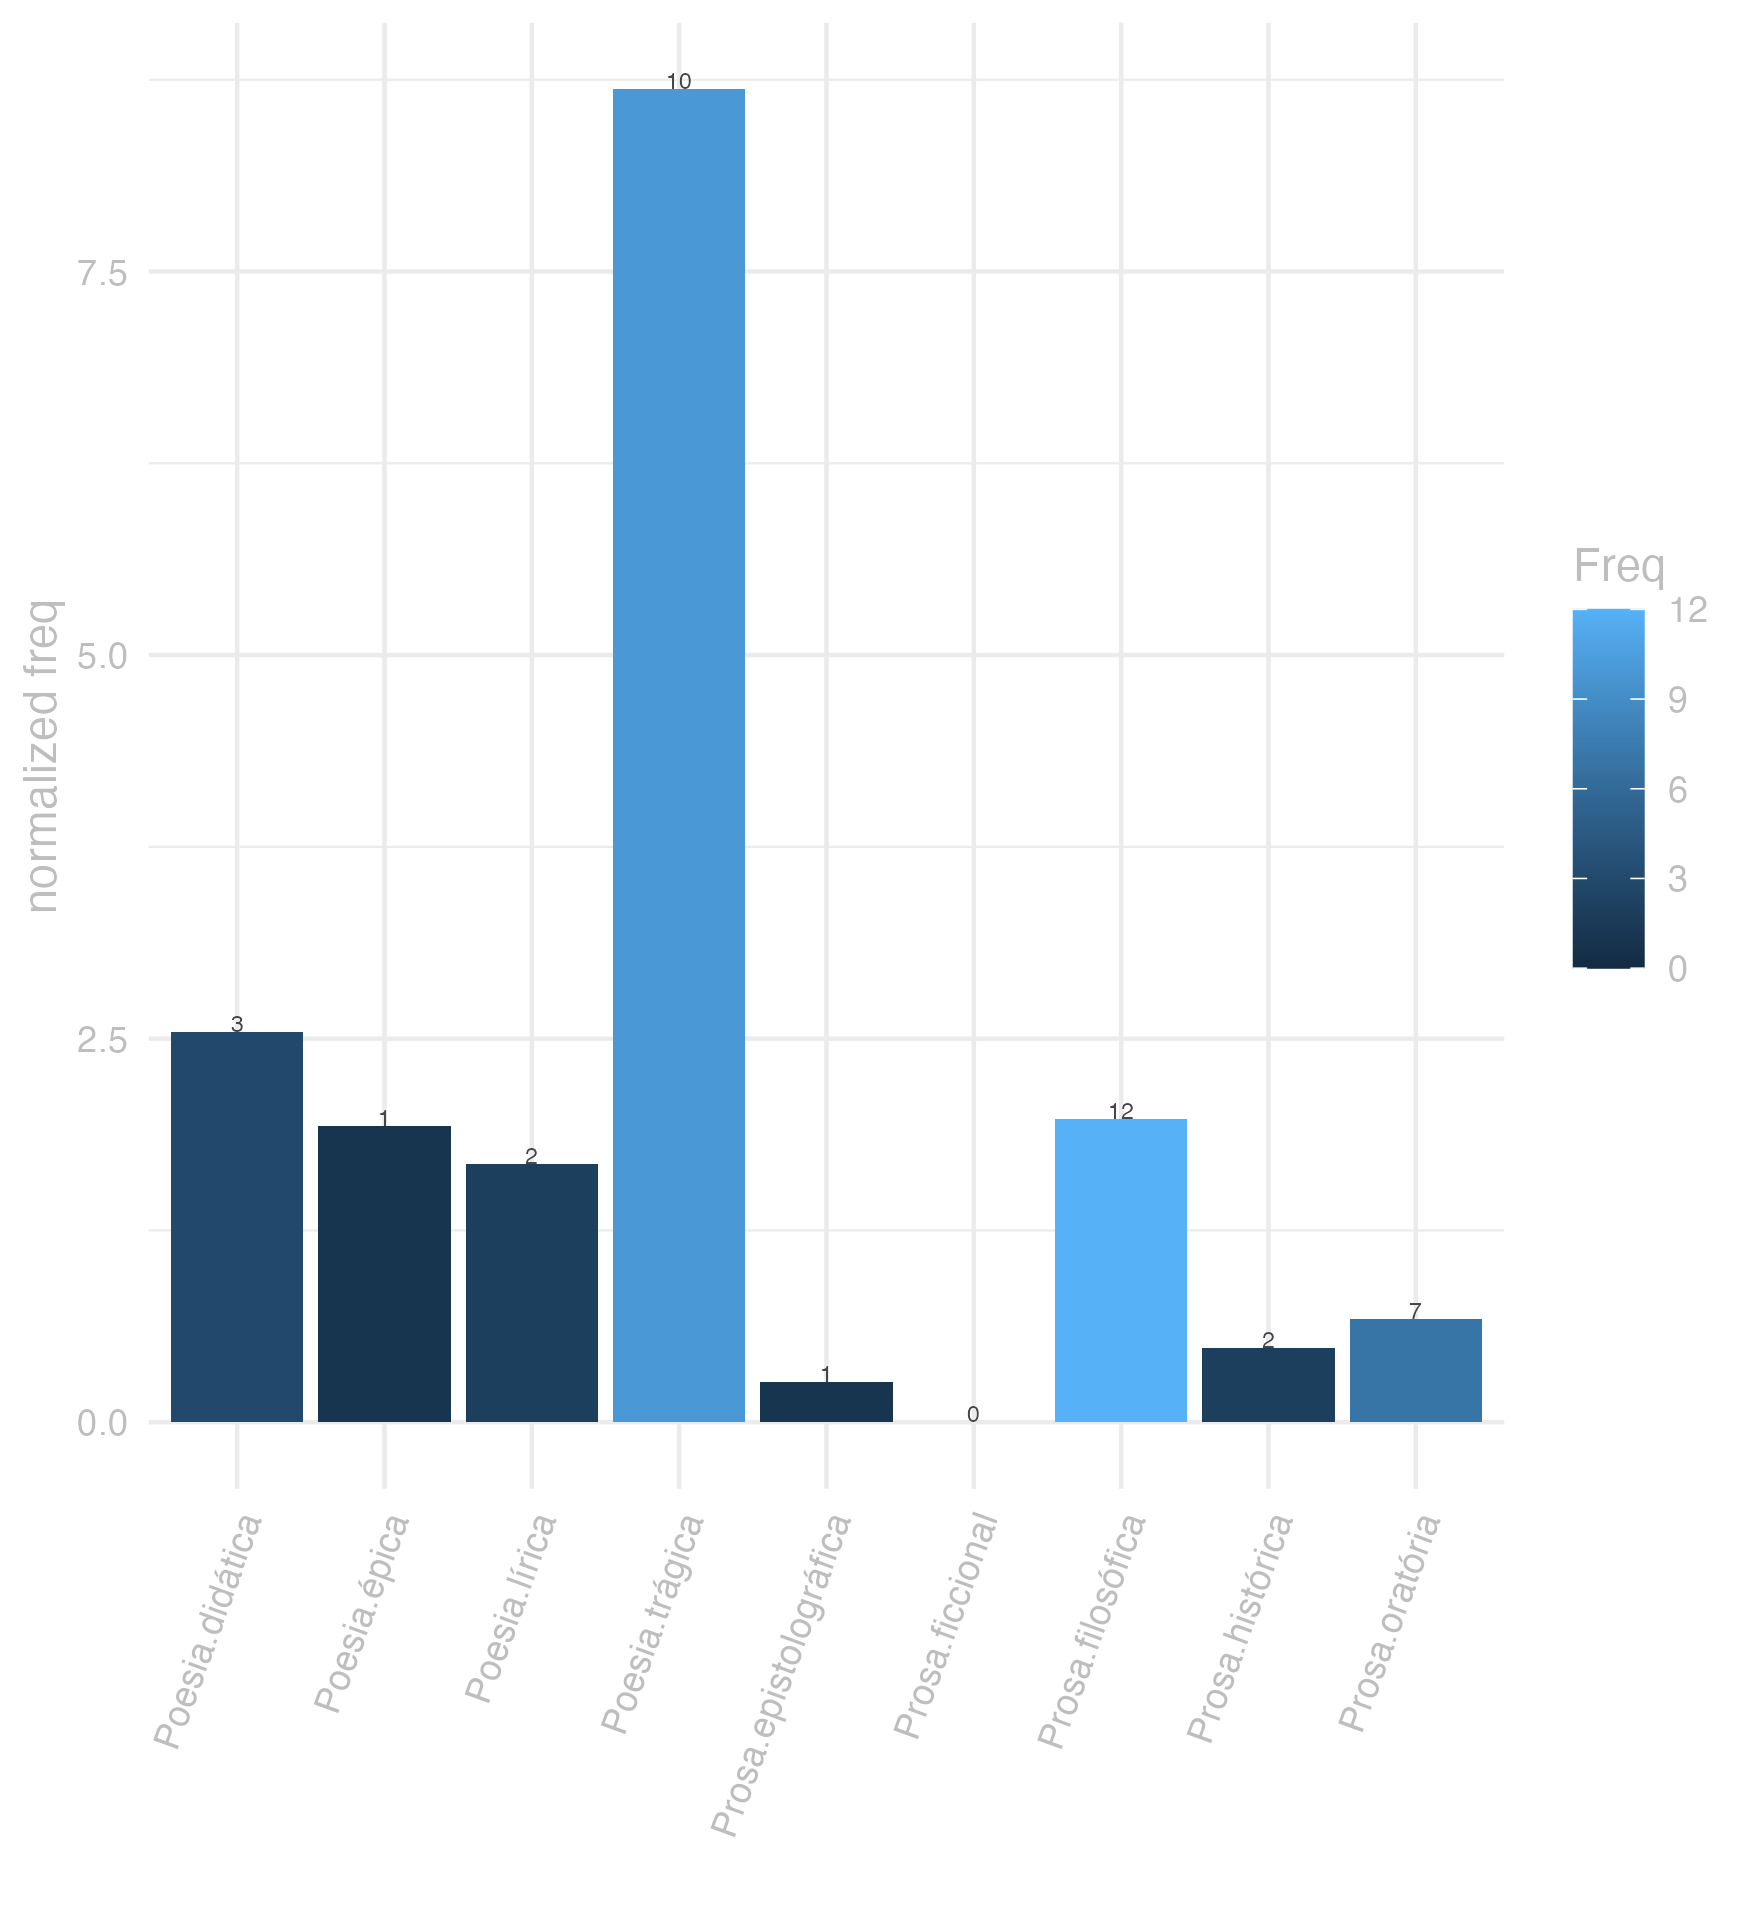 normalized freq
7.5
5.0
2.5
0.0
10
3
1
2
1
0
12
2
7
Poesia.didática
Poesia.épica
Poesia.lírica
Poesia.trágica
Prosa.epistolográfica
Prosa.ficcional
Prosa.filosófica
Prosa.histórica
Prosa.oratória
Freq
12
9
6
3
0